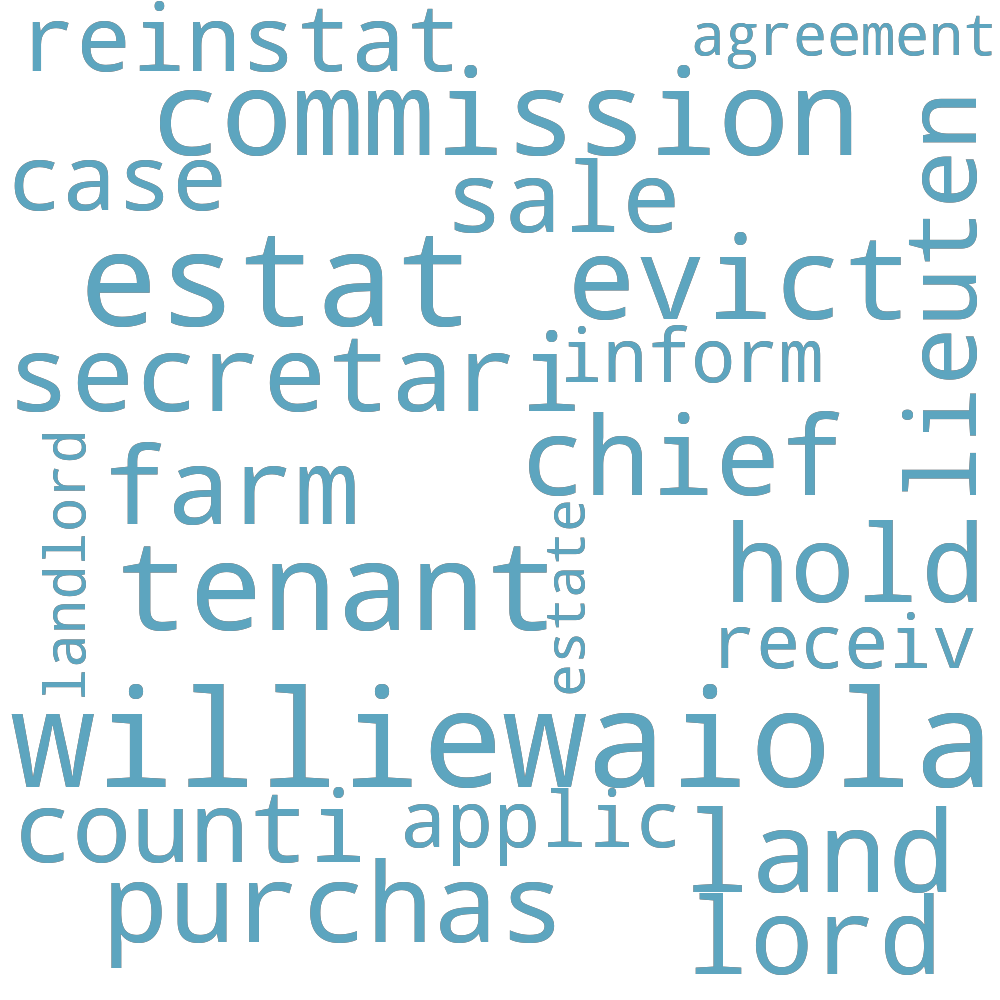 reinstat
agreement
commission
case
sale
lieuten
estat
evict
secretari
inform
chief
landlord
farm
tenant
estate
hold
receiv
williewaiola
counti
applic
land
purchas
lord